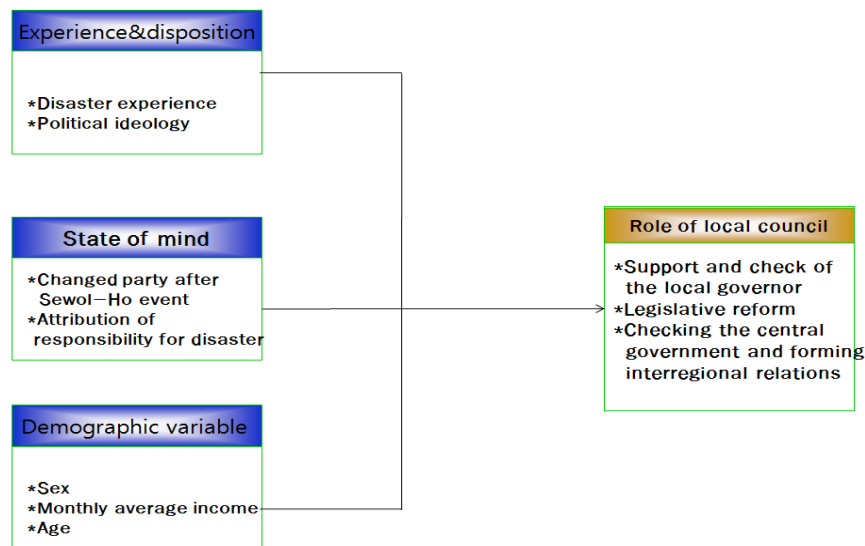 Experience&disposition
*Disaster experience
*Political ideology
State of mind
*Changed party after
Sewol-Ho event
*Attribution of
responsibility for disaster
Demographic variable
*Sex
*Monthly average income
*Age
Role of local council
*Support and check of
the local governor
*Legislative reform
*Checking the central
government and forming
interregional relations